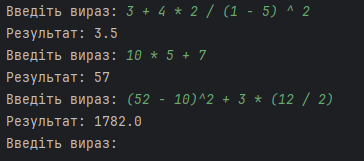 Введіть вираз: 3 + 4 * 2 / (1 - 5) ^ 2
Результат: 3.5
Введіть вираз: 10 * 5 + 7
Результат: 57
Введіть вираз: (52 - 10)^2 + 3 * (12 / 2)
Результат: 1782.0
Введіть вираз: